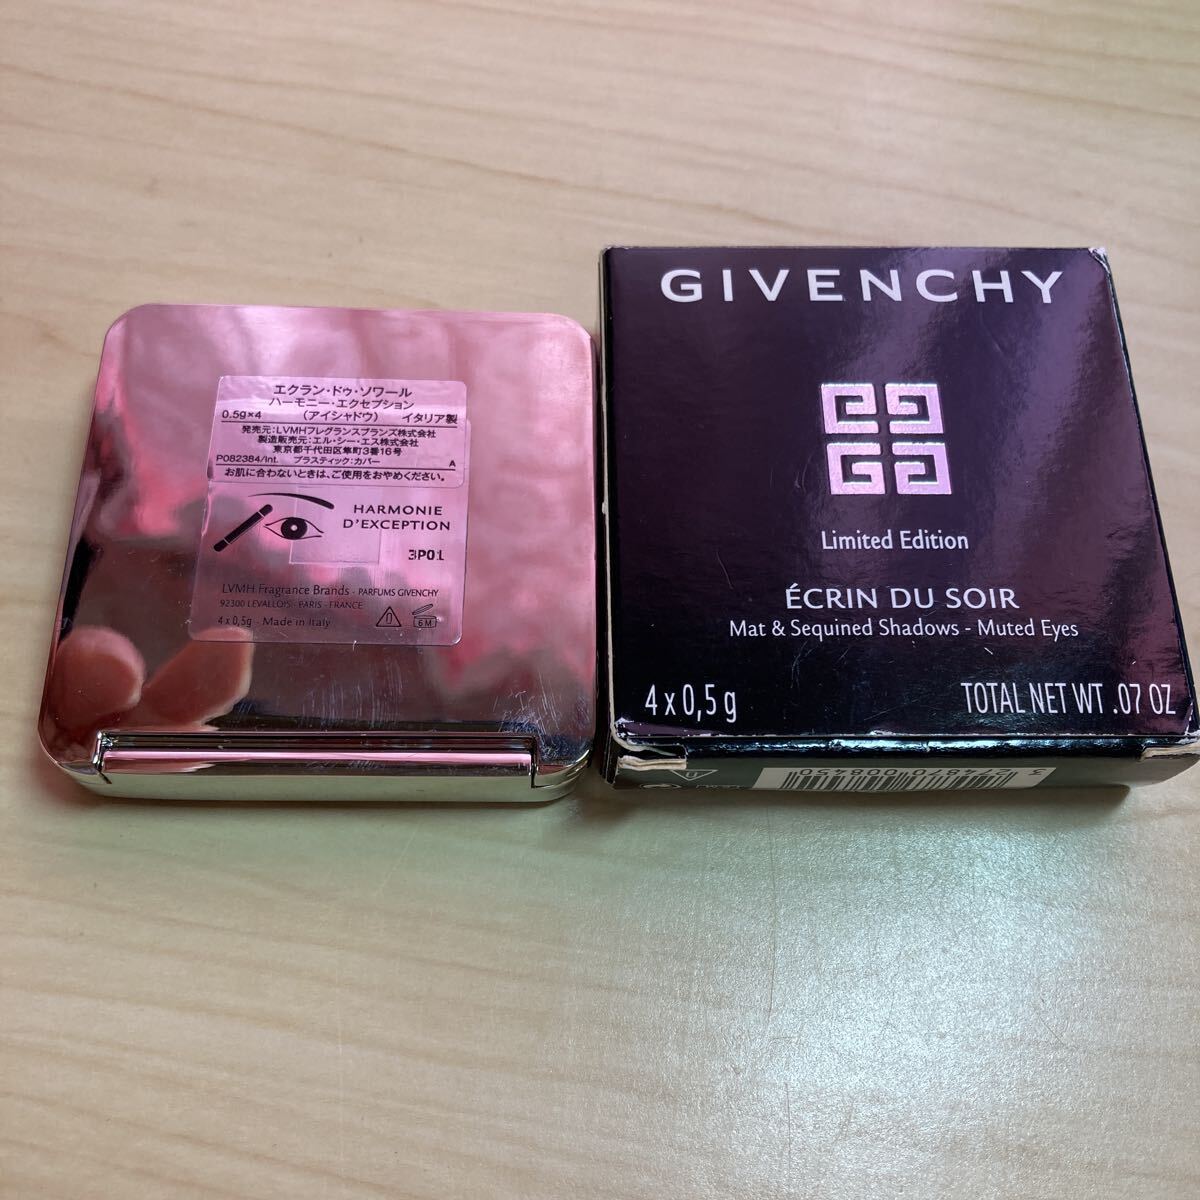 エクラン・ドゥ・ソワール
ハーモニー・エクセプション
0.5g×4 （アイシャドウ） イタリア製
発売元：LVMHフレグランスブランズ株式会社
製造販売元：エル・シー・エス株式会社
東京都千代田区隼町3番16号
P082384/Int. プラスティック：カバー A
お肌に合わないときは、ご使用をおやめください。
HARMONIE
D'EXCEPTION
3P01
LVMH Fragrance Brands - PARFUMS GIVENCHY
92300 LEVALLOIS - PARIS - FRANCE
4 x 0,5g - Made in Italy
6M
GIVENCHY
Limited Edition
ÉCRIN DU SOIR
Mat & Sequined Shadows - Muted Eyes
4 x 0,5 g TOTAL NET WT .07 OZ